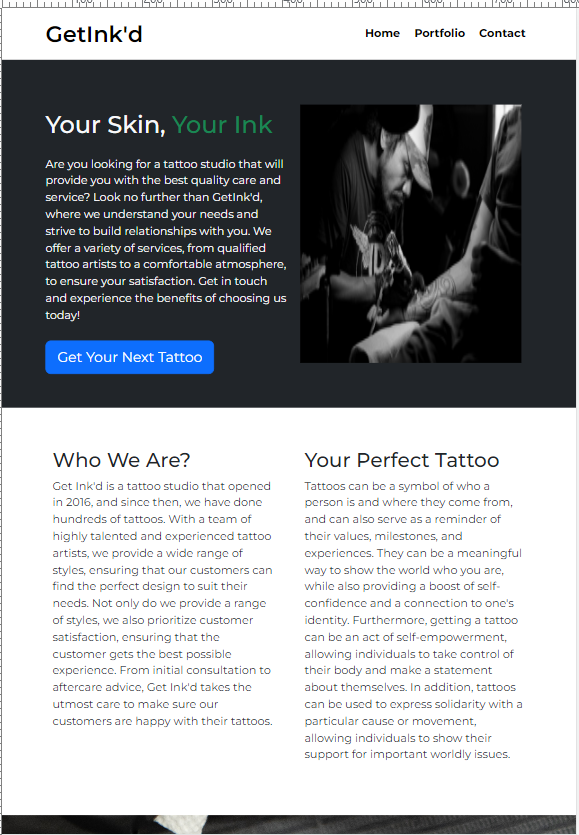 GetInk'd
Home Portfolio Contact
Your Skin, Your Ink
Are you looking for a tattoo studio that will
provide you with the best quality care and
service? Look no further than GetInk'd,
where we understand your needs and
strive to build relationships with you. We
offer a variety of services, from qualified
tattoo artists to a comfortable atmosphere,
to ensure your satisfaction. Get in touch
and experience the benefits of choosing us
today!
Get Your Next Tattoo
Who We Are?
Get Ink'd is a tattoo studio that opened
in 2016, and since then, we have done
hundreds of tattoos. With a team of
highly talented and experienced tattoo
artists, we provide a wide range of
styles, ensuring that our customers can
find the perfect design to suit their
needs. Not only do we provide a range
of styles, we also prioritize customer
satisfaction, ensuring that the
customer gets the best possible
experience. From initial consultation to
aftercare advice, Get Ink'd takes the
utmost care to make sure our
customers are happy with their tattoos.
Your Perfect Tattoo
Tattoos can be a symbol of who a
person is and where they come from,
and can also serve as a reminder of
their values, milestones, and
experiences. They can be a meaningful
way to show the world who you are,
while also providing a boost of self-
confidence and a connection to one's
identity. Furthermore, getting a tattoo
can be an act of self-empowerment,
allowing individuals to take control of
their body and make a statement
about themselves. In addition, tattoos
can be used to express solidarity with a
particular cause or movement,
allowing individuals to show their
support for important worldly issues.